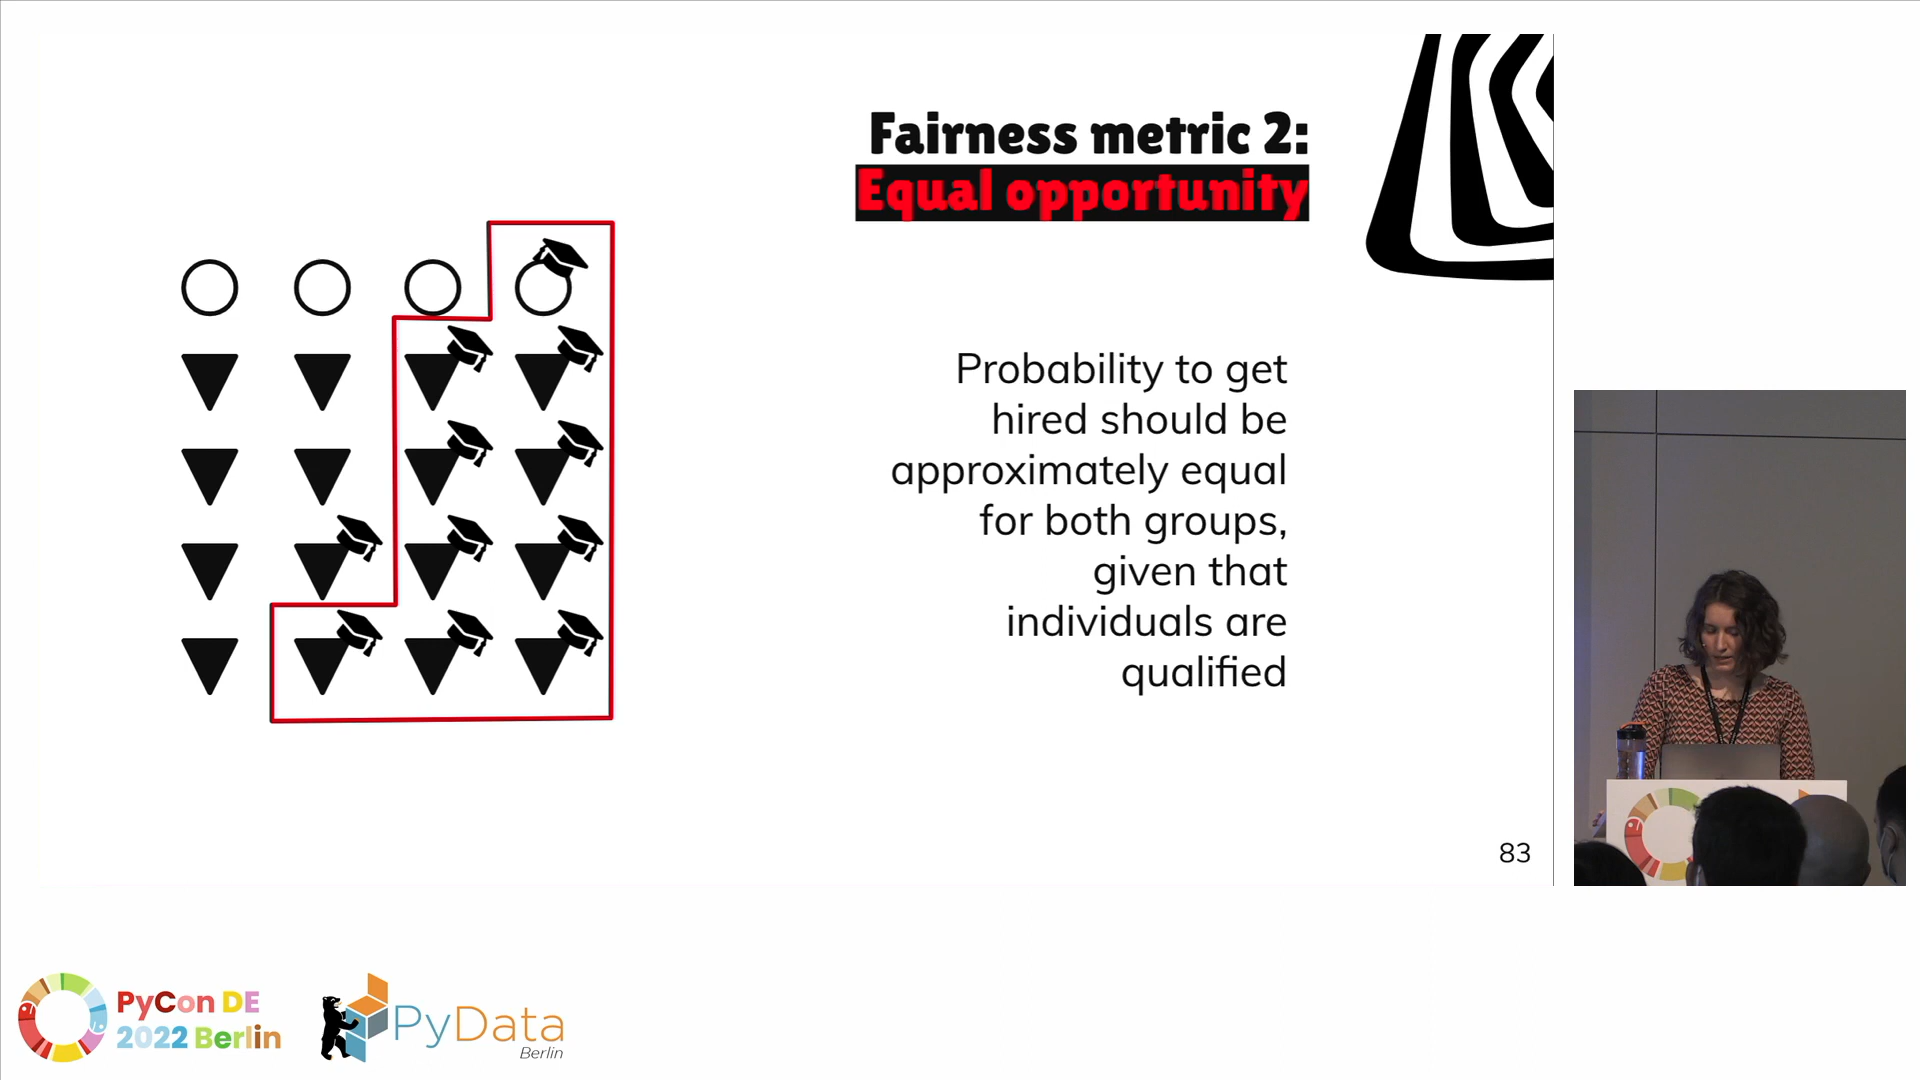 Fairness metric 2:
Equal opportunity
Probability to get
hired should be
approximately equal
for both groups,
given that
individuals are
qualified
83
PyCon DE
2022 Berlin
PyData
Berlin